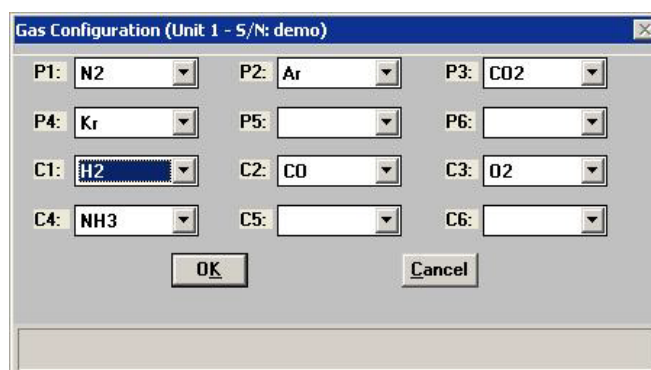 Gas Configuration (Unit 1 - S/N: demo)
P1: N2 P2: Ar P3: CO2
P4: Kr P5: P6:
C1: H2 C2: CO C3: O2
C4: NH3 C5: C6:
OK Cancel